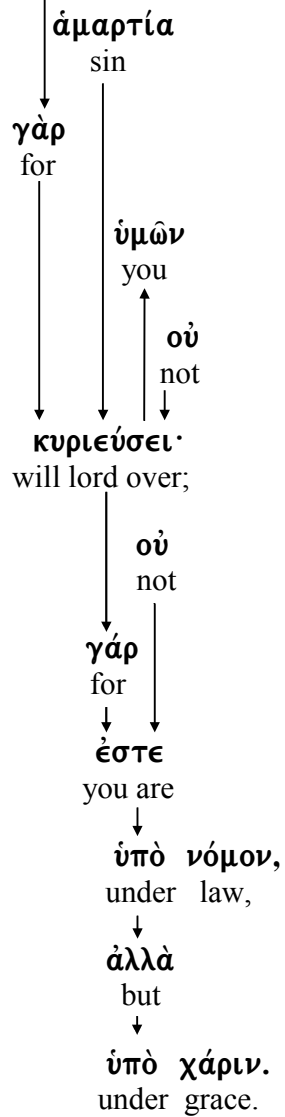 ἁμαρτία
sin
γὰρ
for
ὑμῶν
you
οὐ
not
κυριεύσει·
will lord over;
οὐ
not
γάρ
for
ἐστε
you are
ὑπὸ νόμον,
under law,
ἀλλὰ
but
ὑπὸ χάριν.
under grace.